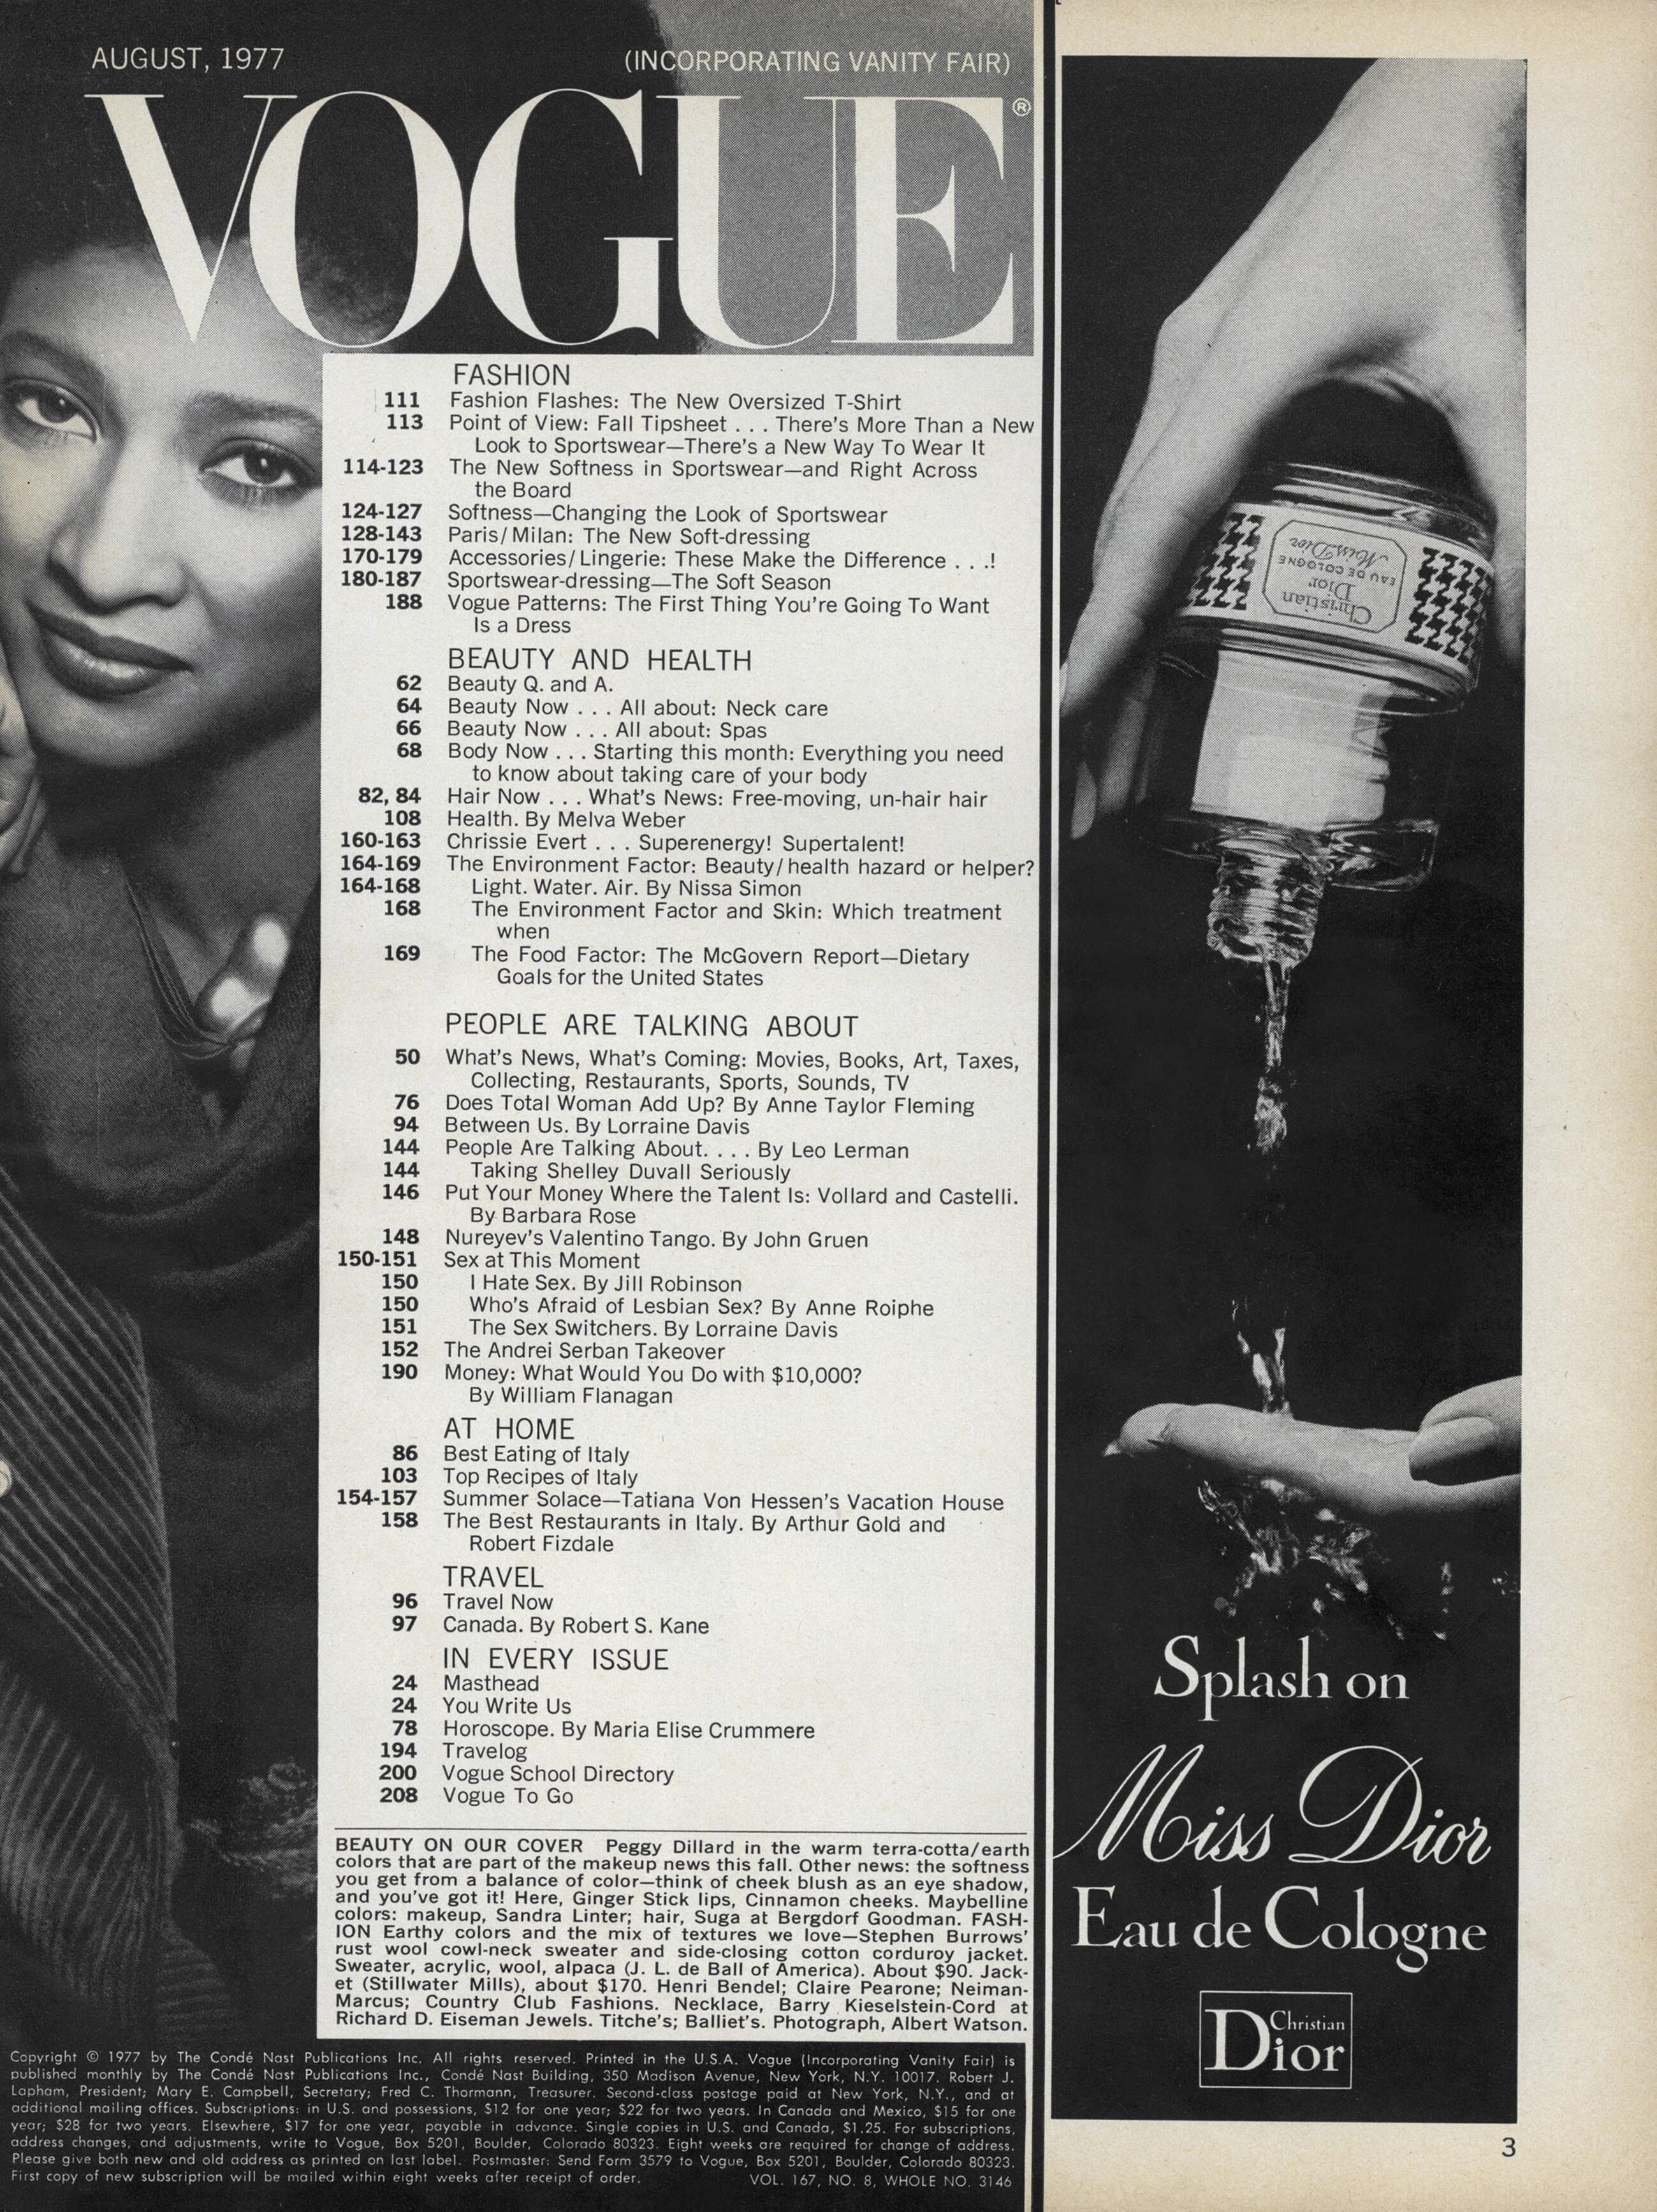 AUGUST, 1977
(INCORPORATING VANITY FAIR)
VOGUE®
FASHION
111 Fashion Flashes: The New Oversized T-Shirt
113 Point of View: Fall Tipsheet . . . There's More Than a New
Look to Sportswear—There's a New Way To Wear It
114-123 The New Softness in Sportswear—and Right Across
the Board
124-127 Softness—Changing the Look of Sportswear
128-143 Paris/Milan: The New Soft-dressing
170-179 Accessories/Lingerie: These Make the Difference . . .!
180-187 Sportswear-dressing—The Soft Season
188 Vogue Patterns: The First Thing You're Going To Want
Is a Dress
BEAUTY AND HEALTH
62 Beauty Q. and A.
64 Beauty Now . . . All about: Neck care
66 Beauty Now . . . All about: Spas
68 Body Now . . . Starting this month: Everything you need
to know about taking care of your body
82, 84 Hair Now . . . What's News: Free-moving, un-hair hair
108 Health. By Melva Weber
160-163 Chrissie Evert . . . Superenergy! Supertalent!
164-169 The Environment Factor: Beauty/health hazard or helper?
164-168 Light. Water. Air. By Nissa Simon
168 The Environment Factor and Skin: Which treatment
when
169 The Food Factor: The McGovern Report—Dietary
Goals for the United States
PEOPLE ARE TALKING ABOUT
50 What's News, What's Coming: Movies, Books, Art, Taxes,
Collecting, Restaurants, Sports, Sounds, TV
76 Does Total Woman Add Up? By Anne Taylor Fleming
94 Between Us. By Lorraine Davis
144 People Are Talking About. . . . By Leo Lerman
144 Taking Shelley Duvall Seriously
146 Put Your Money Where the Talent Is: Vollard and Castelli.
By Barbara Rose
148 Nureyev's Valentino Tango. By John Gruen
150-151 Sex at This Moment
150 I Hate Sex. By Jill Robinson
150 Who's Afraid of Lesbian Sex? By Anne Roiphe
151 The Sex Switchers. By Lorraine Davis
152 The Andrei Serban Takeover
190 Money: What Would You Do with $10,000?
By William Flanagan
AT HOME
86 Best Eating of Italy
103 Top Recipes of Italy
154-157 Summer Solace—Tatiana Von Hessen's Vacation House
158 The Best Restaurants in Italy. By Arthur Gold and
Robert Fizdale
TRAVEL
96 Travel Now
97 Canada. By Robert S. Kane
IN EVERY ISSUE
24 Masthead
24 You Write Us
78 Horoscope. By Maria Elise Crummere
194 Travelog
200 Vogue School Directory
208 Vogue To Go
BEAUTY ON OUR COVER Peggy Dillard in the warm terra-cotta/earth
colors that are part of the makeup news this fall. Other news: the softness
you get from a balance of color—think of cheek blush as an eye shadow,
and you've got it! Here, Ginger Stick lips, Cinnamon cheeks. Maybelline
colors: makeup, Sandra Linter; hair, Suga at Bergdorf Goodman. FASH-
ION Earthy colors and the mix of textures we love—Stephen Burrows'
rust wool cowl-neck sweater and side-closing cotton corduroy jacket.
Sweater, acrylic, wool, alpaca (J. L. de Ball of America). About $90. Jack-
et (Stillwater Mills), about $170. Henri Bendel; Claire Pearone; Neiman-
Marcus; Country Club Fashions. Necklace, Barry Kieselstein-Cord at
Richard D. Eiseman Jewels. Titche's; Balliet's. Photograph, Albert Watson.
Copyright © 1977 by The Condé Nast Publications Inc. All rights reserved. Printed in the U.S.A. Vogue (Incorporating Vanity Fair) is
published monthly by The Condé Nast Publications Inc., Condé Nast Building, 350 Madison Avenue, New York, N.Y. 10017. Robert J.
Lapham, President; Mary E. Campbell, Secretary; Fred C. Thormann, Treasurer. Second-class postage paid at New York, N.Y., and at
additional mailing offices. Subscriptions: in U.S. and possessions, $12 for one year; $22 for two years. In Canada and Mexico, $15 for one
year; $28 for two years. Elsewhere, $17 for one year, payable in advance. Single copies in U.S. and Canada, $1.25. For subscriptions,
address changes, and adjustments, write to Vogue, Box 5201, Boulder, Colorado 80323. Eight weeks are required for change of address.
Please give both new and old address as printed on last label. Postmaster: Send Form 3579 to Vogue, Box 5201, Boulder, Colorado 80323.
First copy of new subscription will be mailed within eight weeks after receipt of order. VOL. 167, NO. 8, WHOLE NO. 3146
Christian
Dior
EAU DE COLOGNE
Miss Dior
Splash on
Miss Dior
Eau de Cologne
Christian
Dior
3